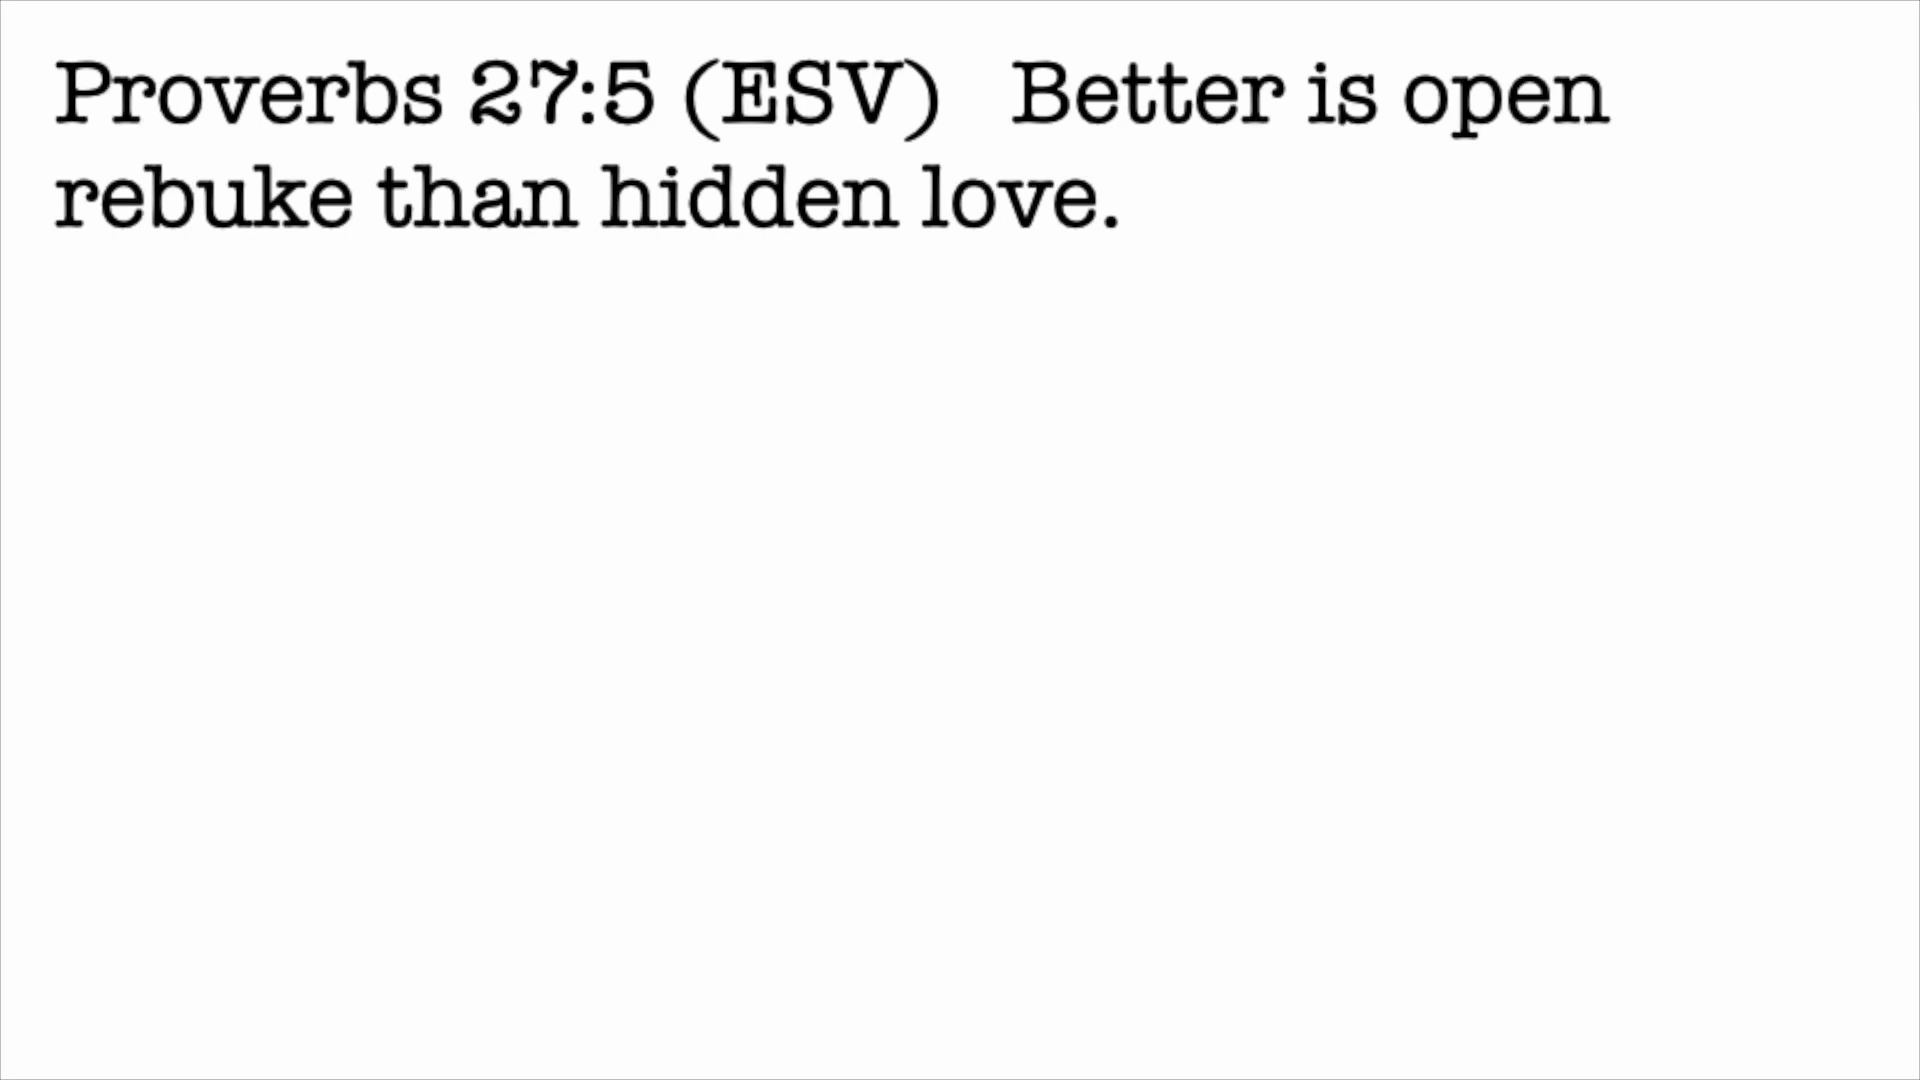 Proverbs 27:5 (ESV)   Better is open
rebuke than hidden love.